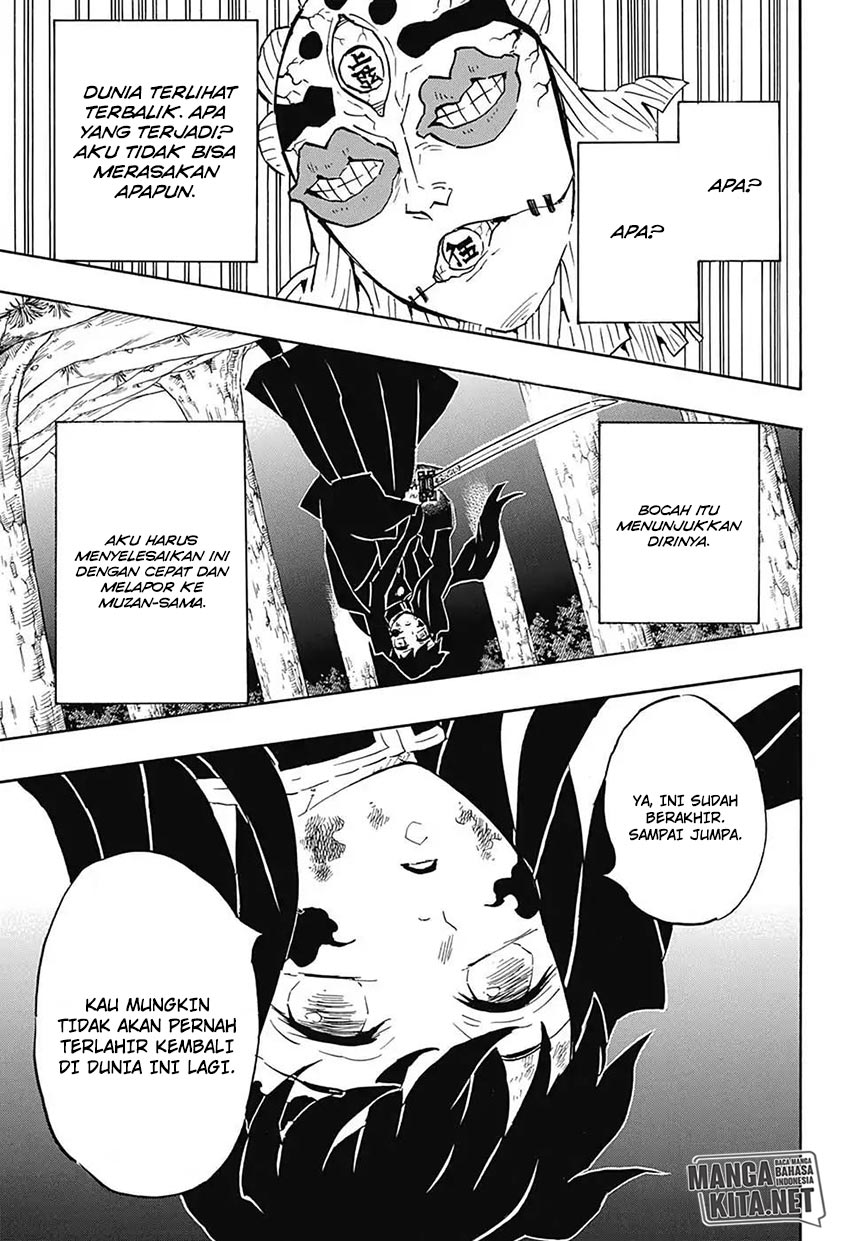 APA?
APA?
DUNIA TERLIHAT
TERBALIK. APA
YANG TERJADI?
AKU TIDAK BISA
MERASAKAN
APAPUN.
上弦
伍
BOCAH ITU
MENUNJUKKAN
DIRINYA.
AKU HARUS
MENYELESAIKAN INI
DENGAN CEPAT DAN
MELAPOR KE
MUZAN-SAMA.
YA, INI SUDAH
BERAKHIR.
SAMPAI JUMPA.
KAU MUNGKIN
TIDAK AKAN PERNAH
TERLAHIR KEMBALI
DI DUNIA INI LAGI.
MANGA BACA MANGA
BAHASA
INDONESIA
KITA.NET